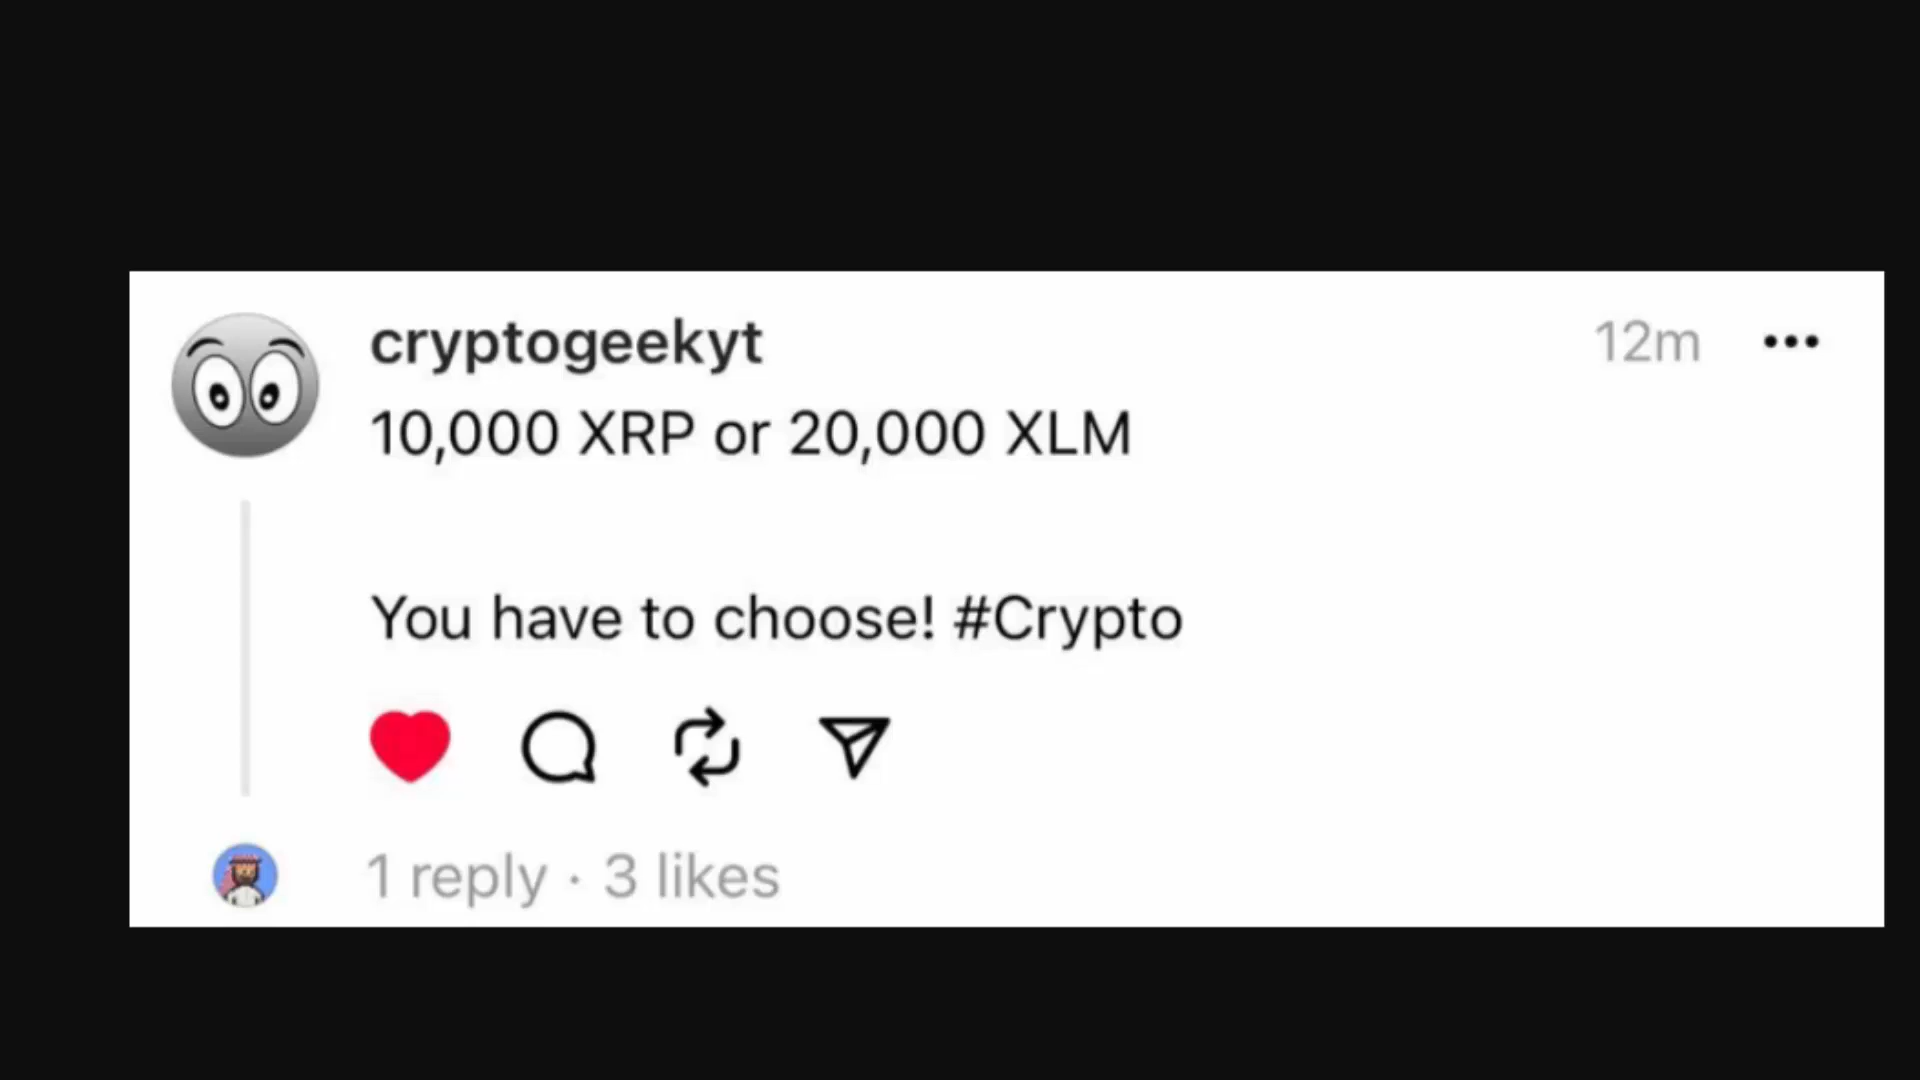 cryptogeekyt
12m
10,000 XRP or 20,000 XLM
You have to choose! #Crypto
1 reply · 3 likes